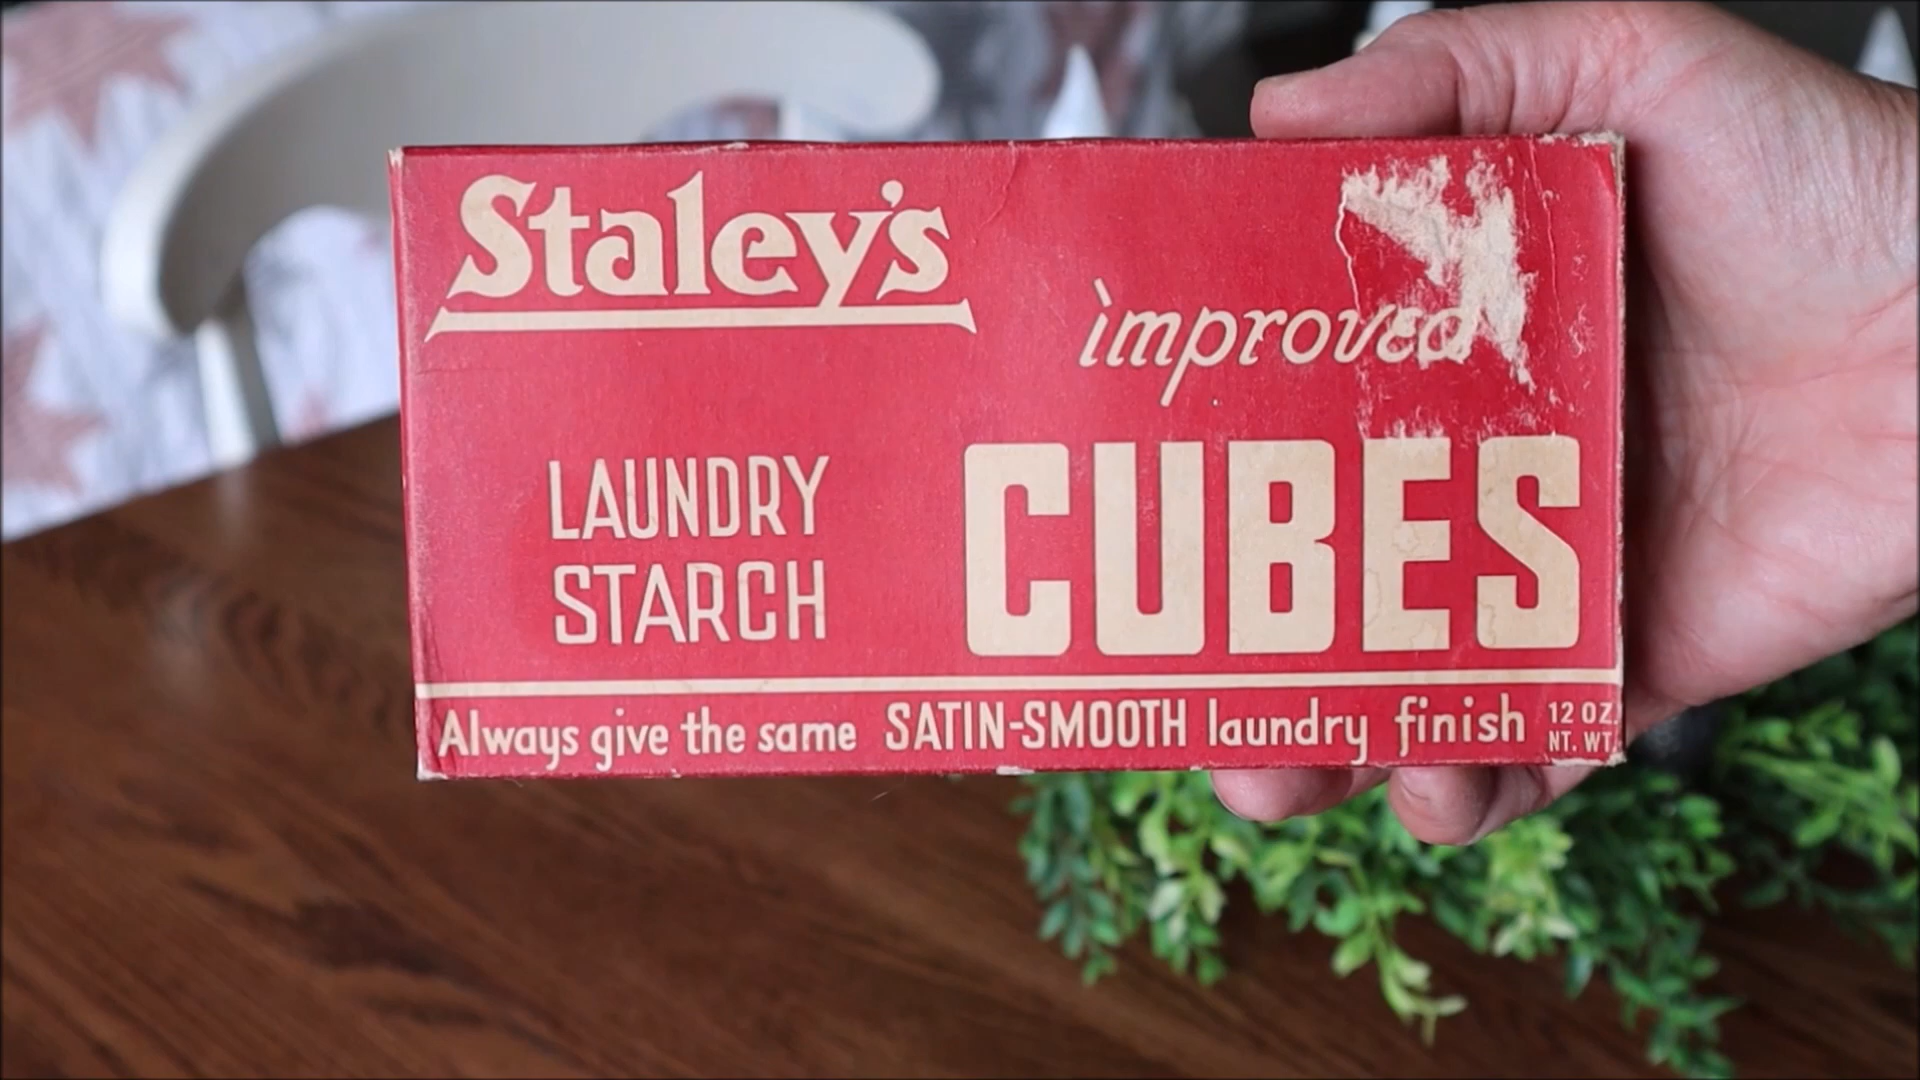 Staley's
improved
LAUNDRY
STARCH
CUBES
Always give the same SATIN-SMOOTH laundry finish
12 OZ.
NT. WT.